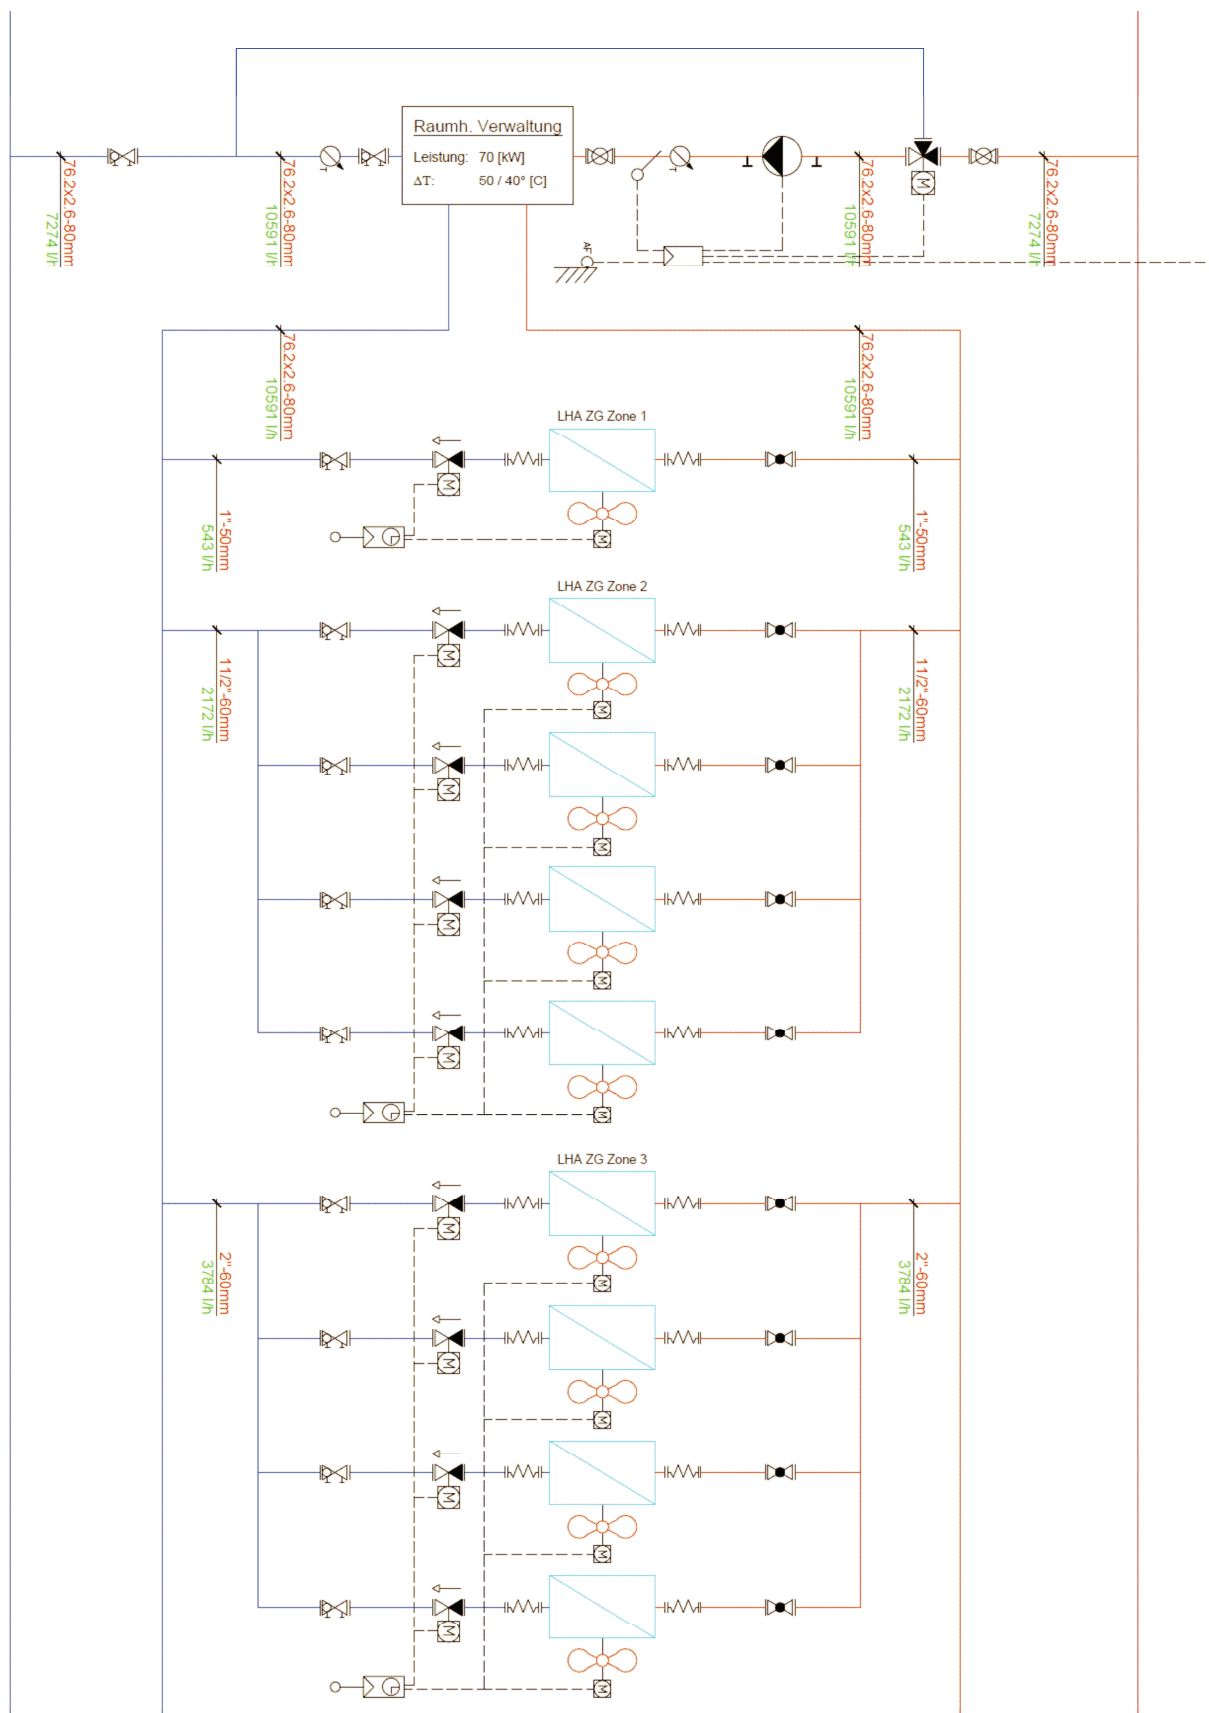 Raumh. Verwaltung
Leistung: 70 [kW]
ΔT: 50 / 40° [C]
76.2x2.6-80mm
7274 l/h
76.2x2.6-80mm
10591 l/h
T
T
M
76.2x2.6-80mm
10591 l/h
76.2x2.6-80mm
7274 l/h
AF
76.2x2.6-80mm
10591 l/h
76.2x2.6-80mm
10591 l/h
LHA ZG Zone 1
M
M
1"-50mm
543 l/h
1"-50mm
543 l/h
LHA ZG Zone 2
M
M
11/2"-60mm
2172 l/h
11/2"-60mm
2172 l/h
M
M
M
M
M
M
LHA ZG Zone 3
M
M
2"-60mm
3784 l/h
2"-60mm
3784 l/h
M
M
M
M
M
M